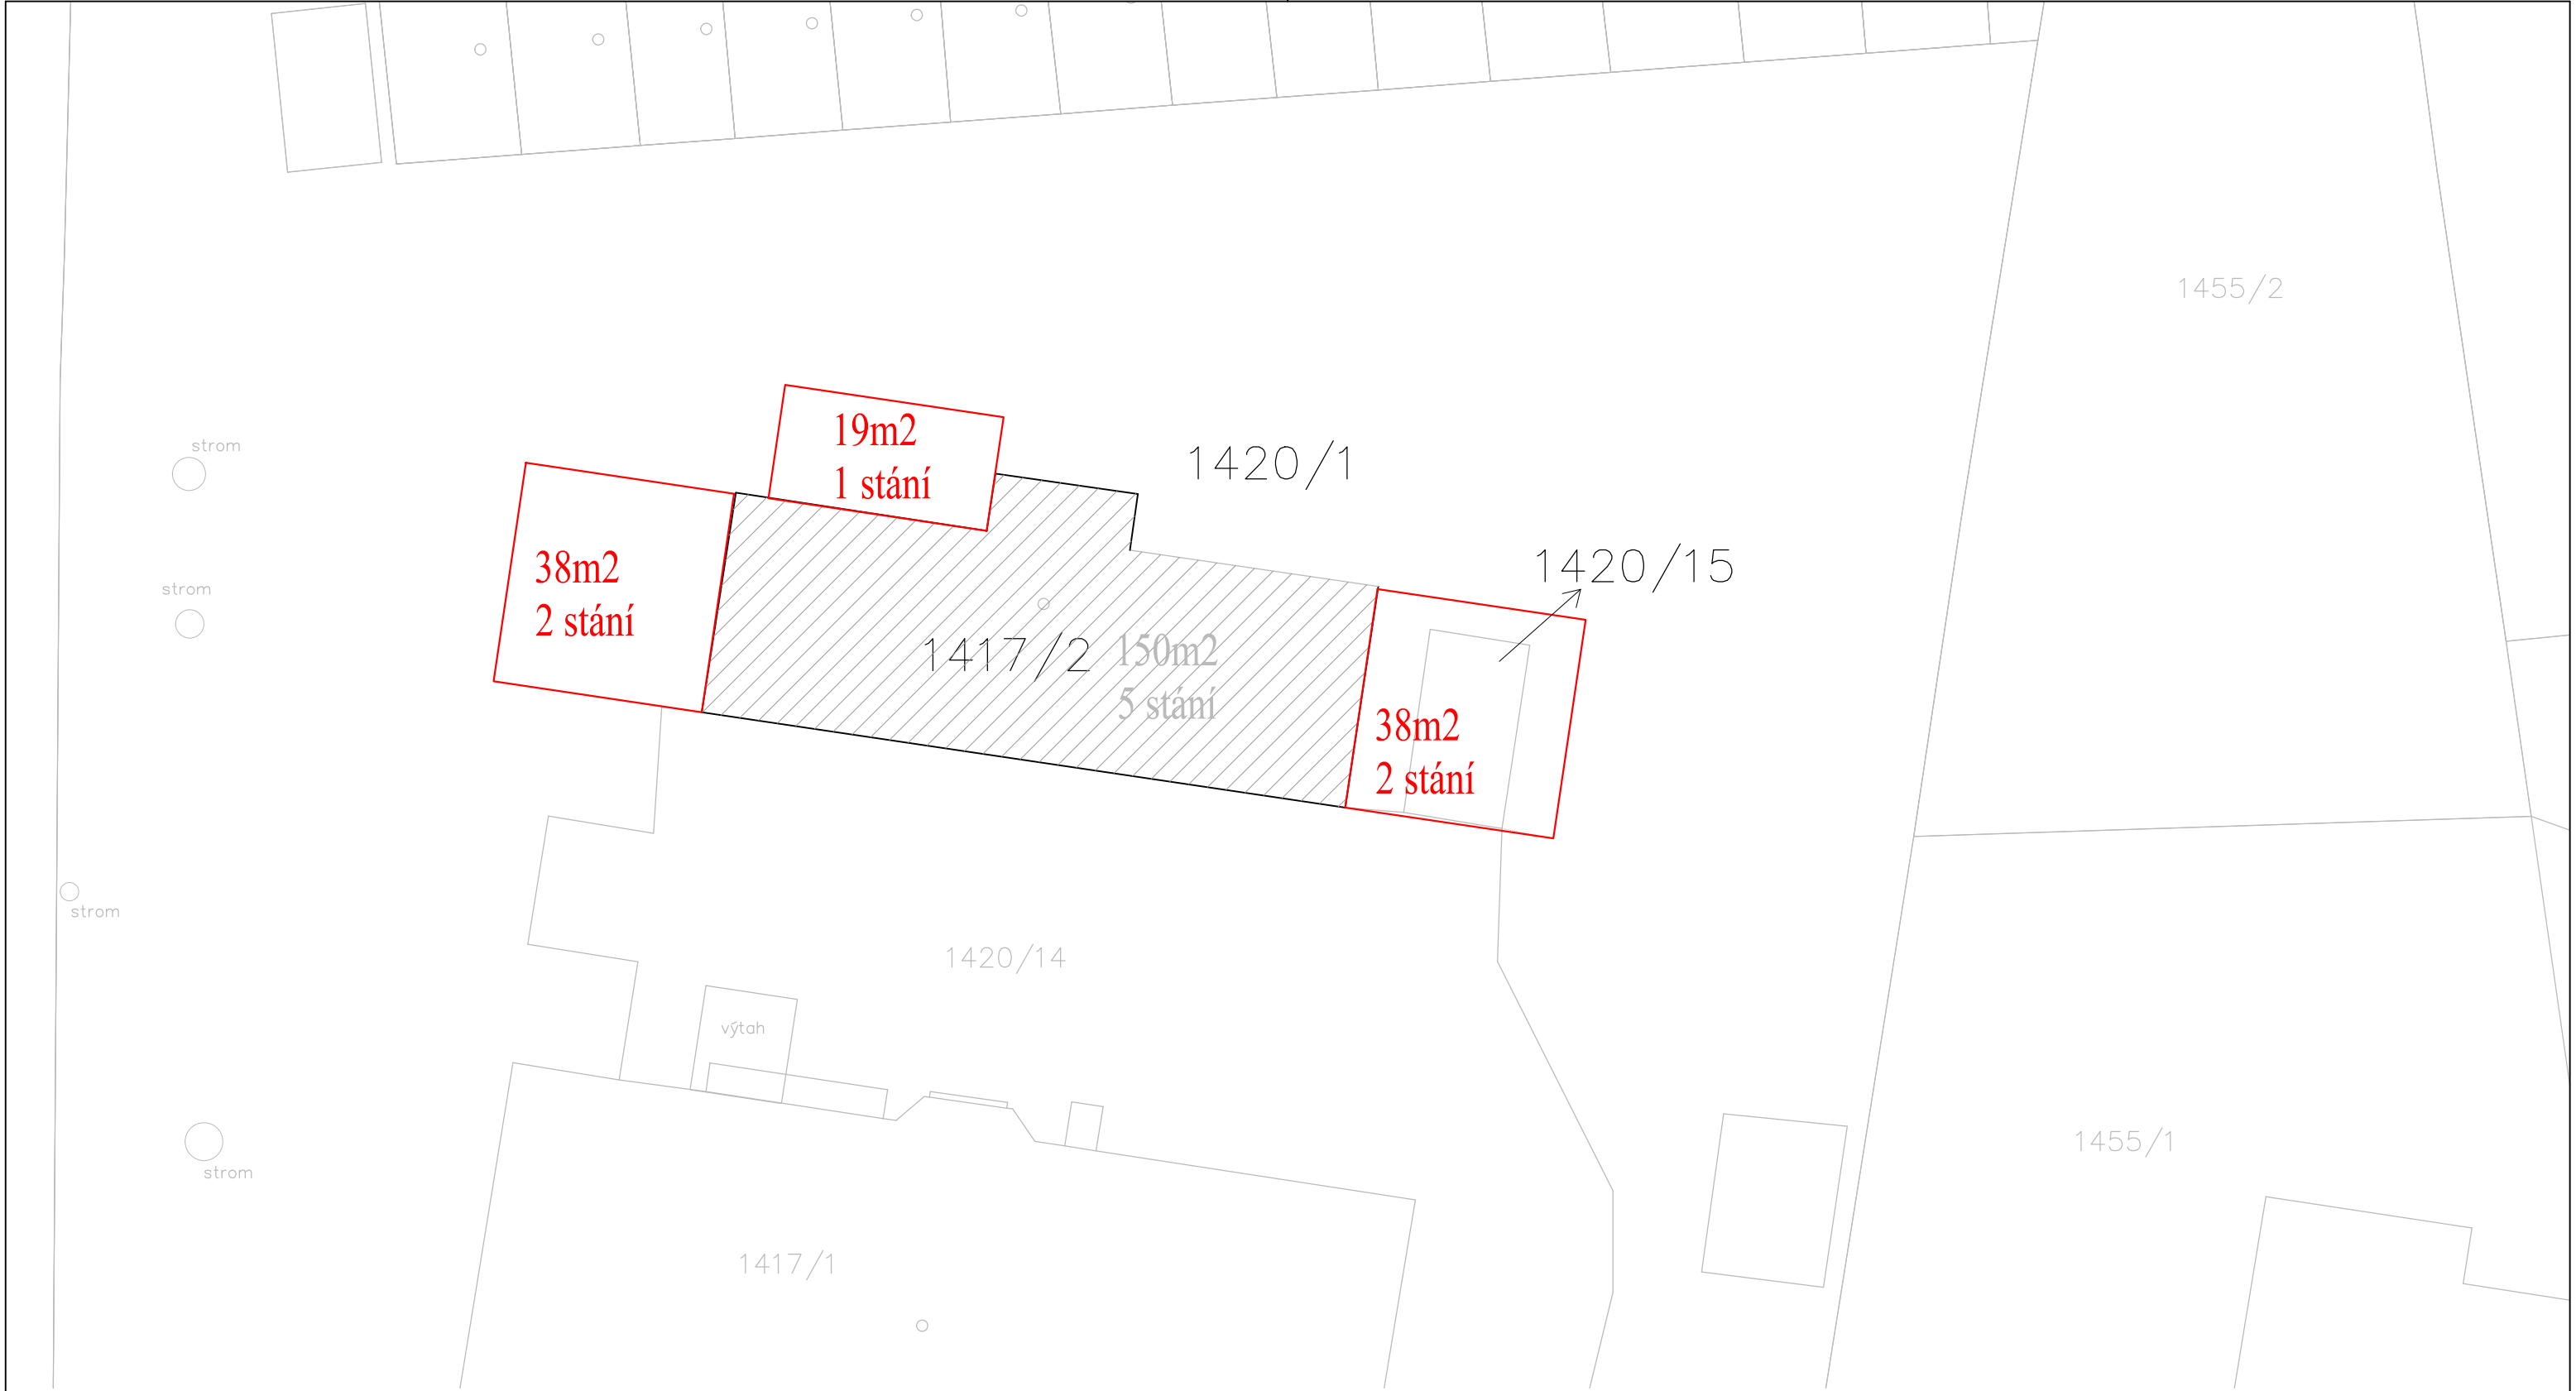 1455/2
strom
19m2
1 stání
1420/1
38m2
2 stání
1420/15
strom
1417/2
150m2
5 stání
38m2
2 stání
strom
1420/14
výtah
strom
1455/1
1417/1